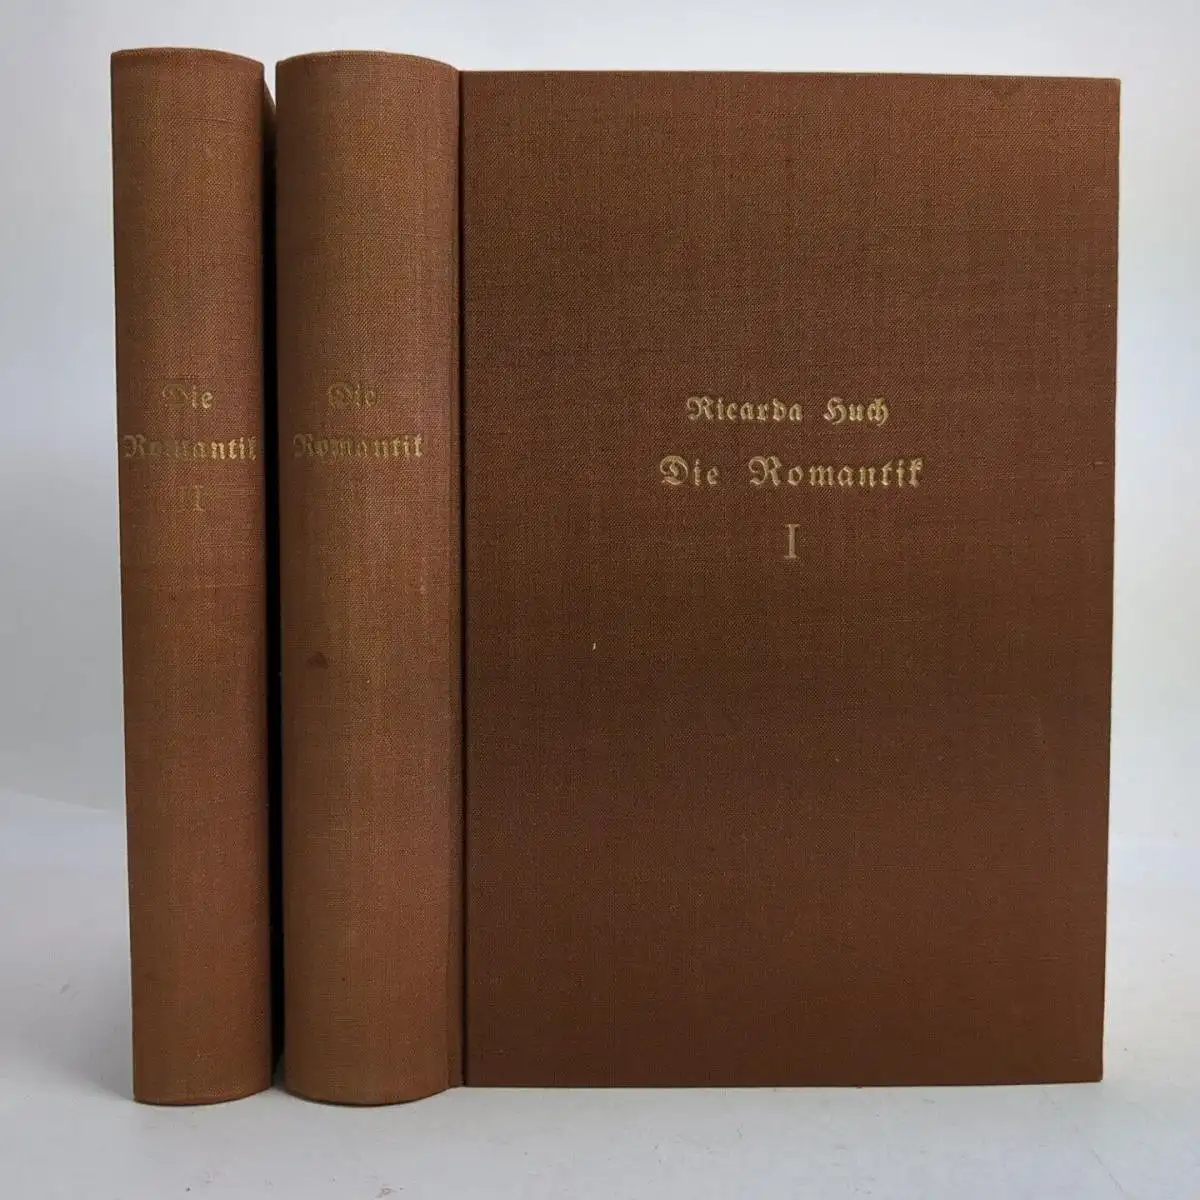 Die
Romantik
II
Die
Romantik
Ricarda Huch
Die Romantik
I